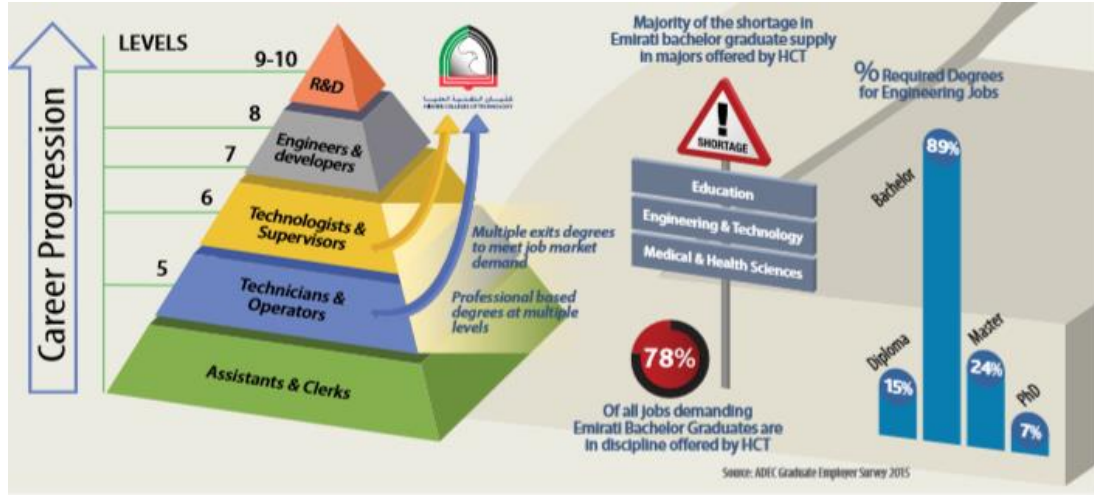 Career Progression
LEVELS
9-10
8
7
6
5
R&D
Engineers &
developers
Technologists &
Supervisors
Technicians &
Operators
Assistants & Clerks
HIGHER COLLEGES OF TECHNOLOGY
Multiple exits degrees
to meet job market
demand
Professional based
degrees at multiple
levels
Majority of the shortage in
Emirati bachelor graduate supply
in majors offered by HCT
!
SHORTAGE
Education
Engineering & Technology
Medical & Health Sciences
78%
Of all jobs demanding
Emirati Bachelor Graduates are
in discipline offered by HCT
% Required Degrees
for Engineering Jobs
Diploma
15%
Bachelor
89%
Master
24%
PhD
7%
Source: ADEC Graduate Employer Survey 2015